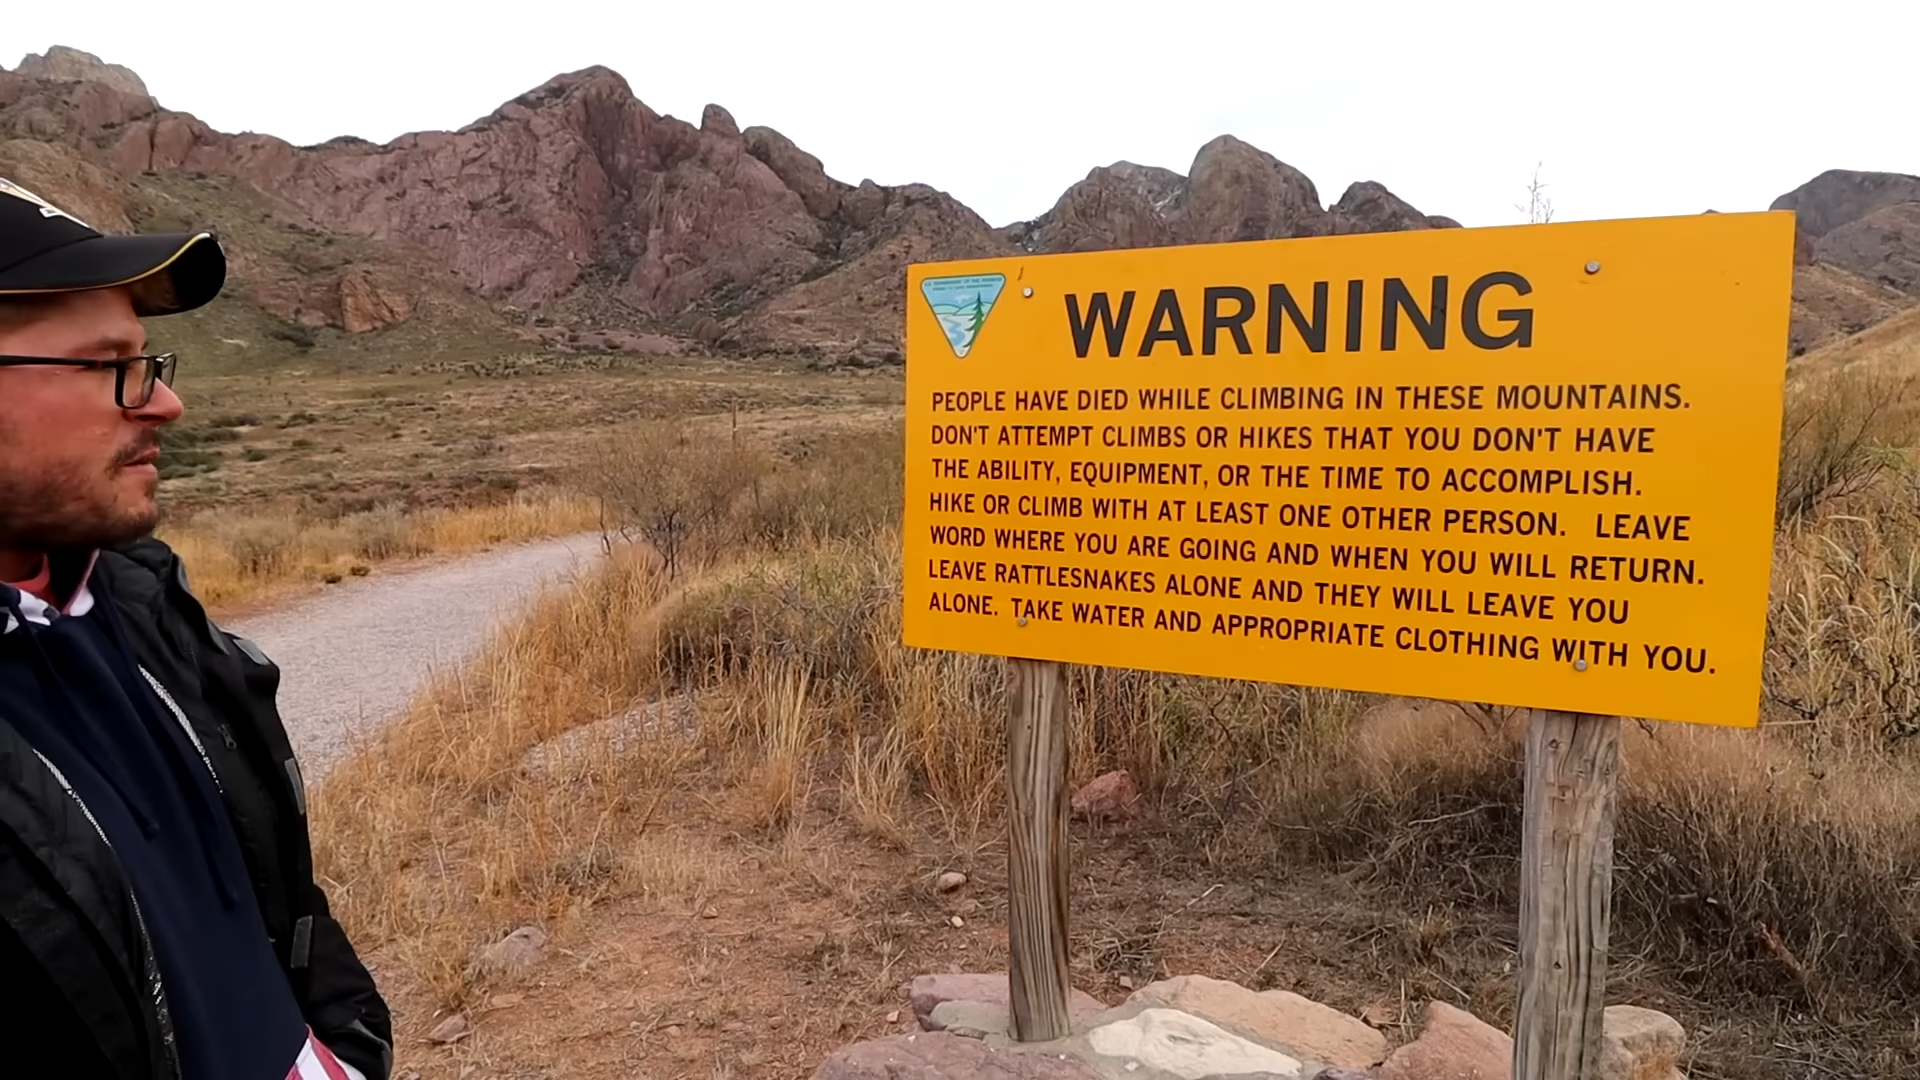 WARNING
PEOPLE HAVE DIED WHILE CLIMBING IN THESE MOUNTAINS.
DON'T ATTEMPT CLIMBS OR HIKES THAT YOU DON'T HAVE
THE ABILITY, EQUIPMENT, OR THE TIME TO ACCOMPLISH.
HIKE OR CLIMB WITH AT LEAST ONE OTHER PERSON. LEAVE
WORD WHERE YOU ARE GOING AND WHEN YOU WILL RETURN.
LEAVE RATTLESNAKES ALONE AND THEY WILL LEAVE YOU
ALONE. TAKE WATER AND APPROPRIATE CLOTHING WITH YOU.